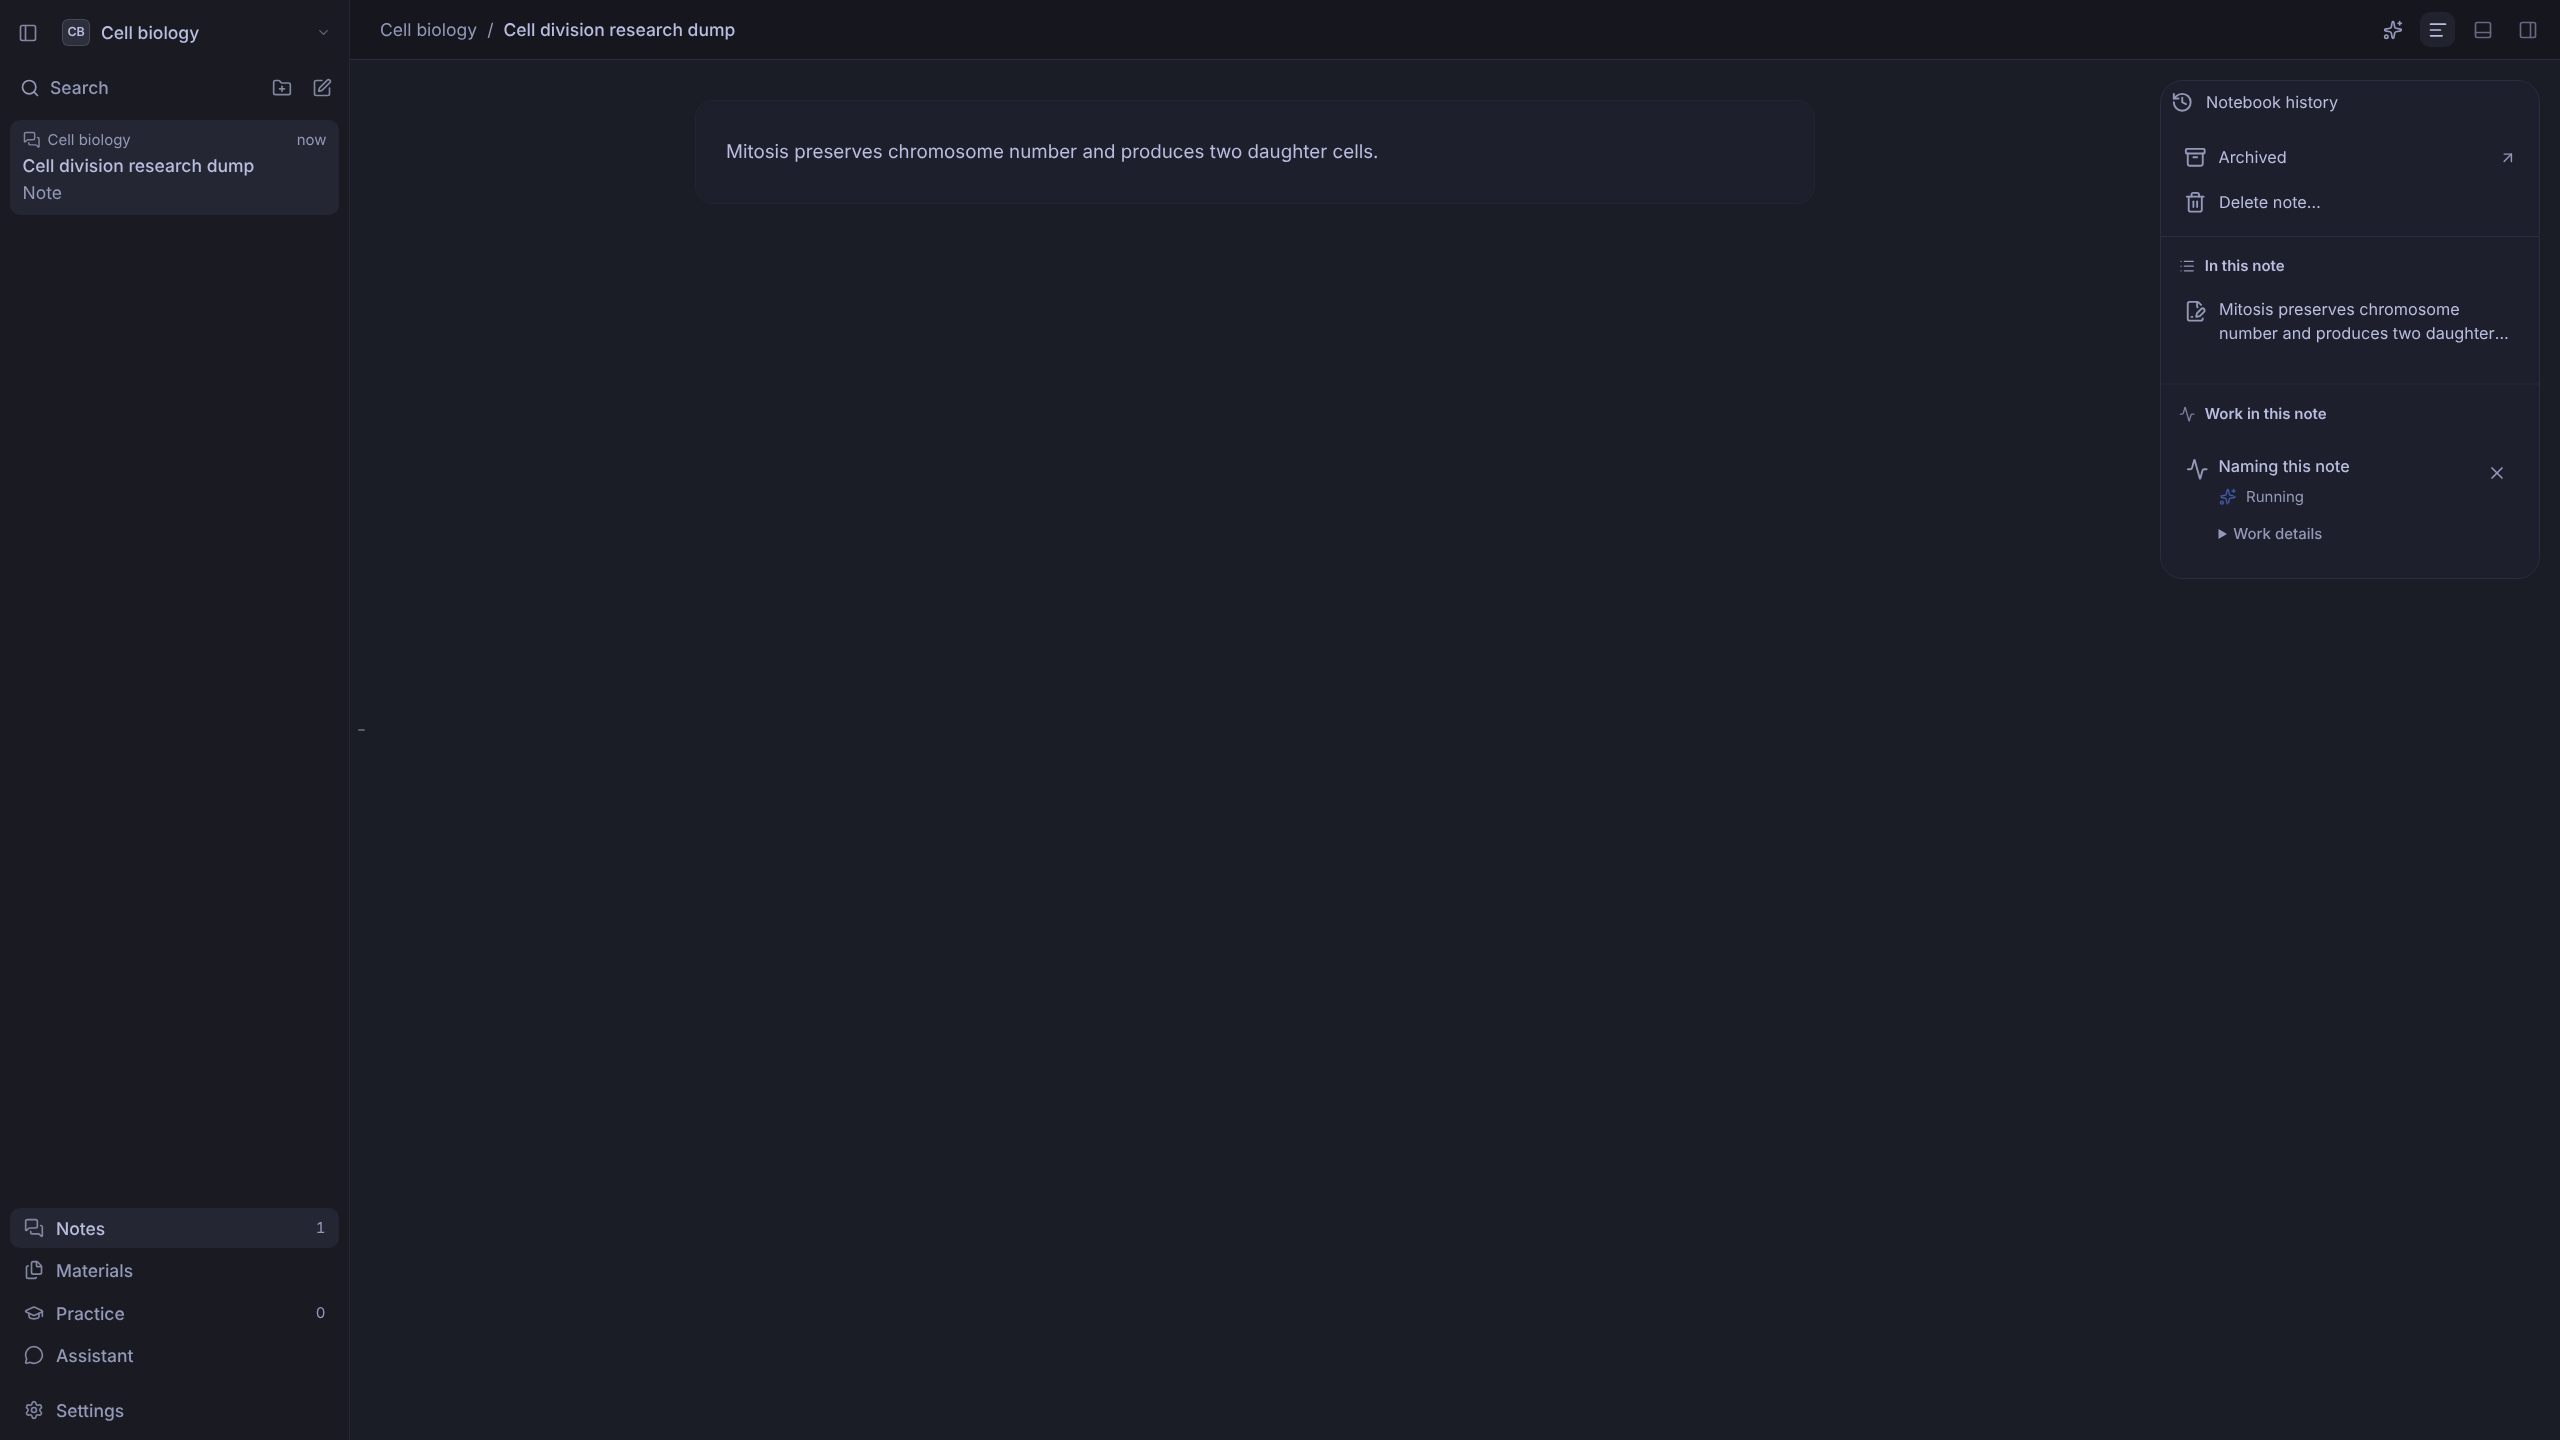 CB Cell biology
Search
Cell biology now
Cell division research dump
Note
Notes 1
Materials
Practice 0
Assistant
Settings
Cell biology / Cell division research dump
Mitosis preserves chromosome number and produces two daughter cells.
Notebook history
Archived
Delete note...
In this note
Mitosis preserves chromosome
number and produces two daughter...
Work in this note
Naming this note
Running
Work details